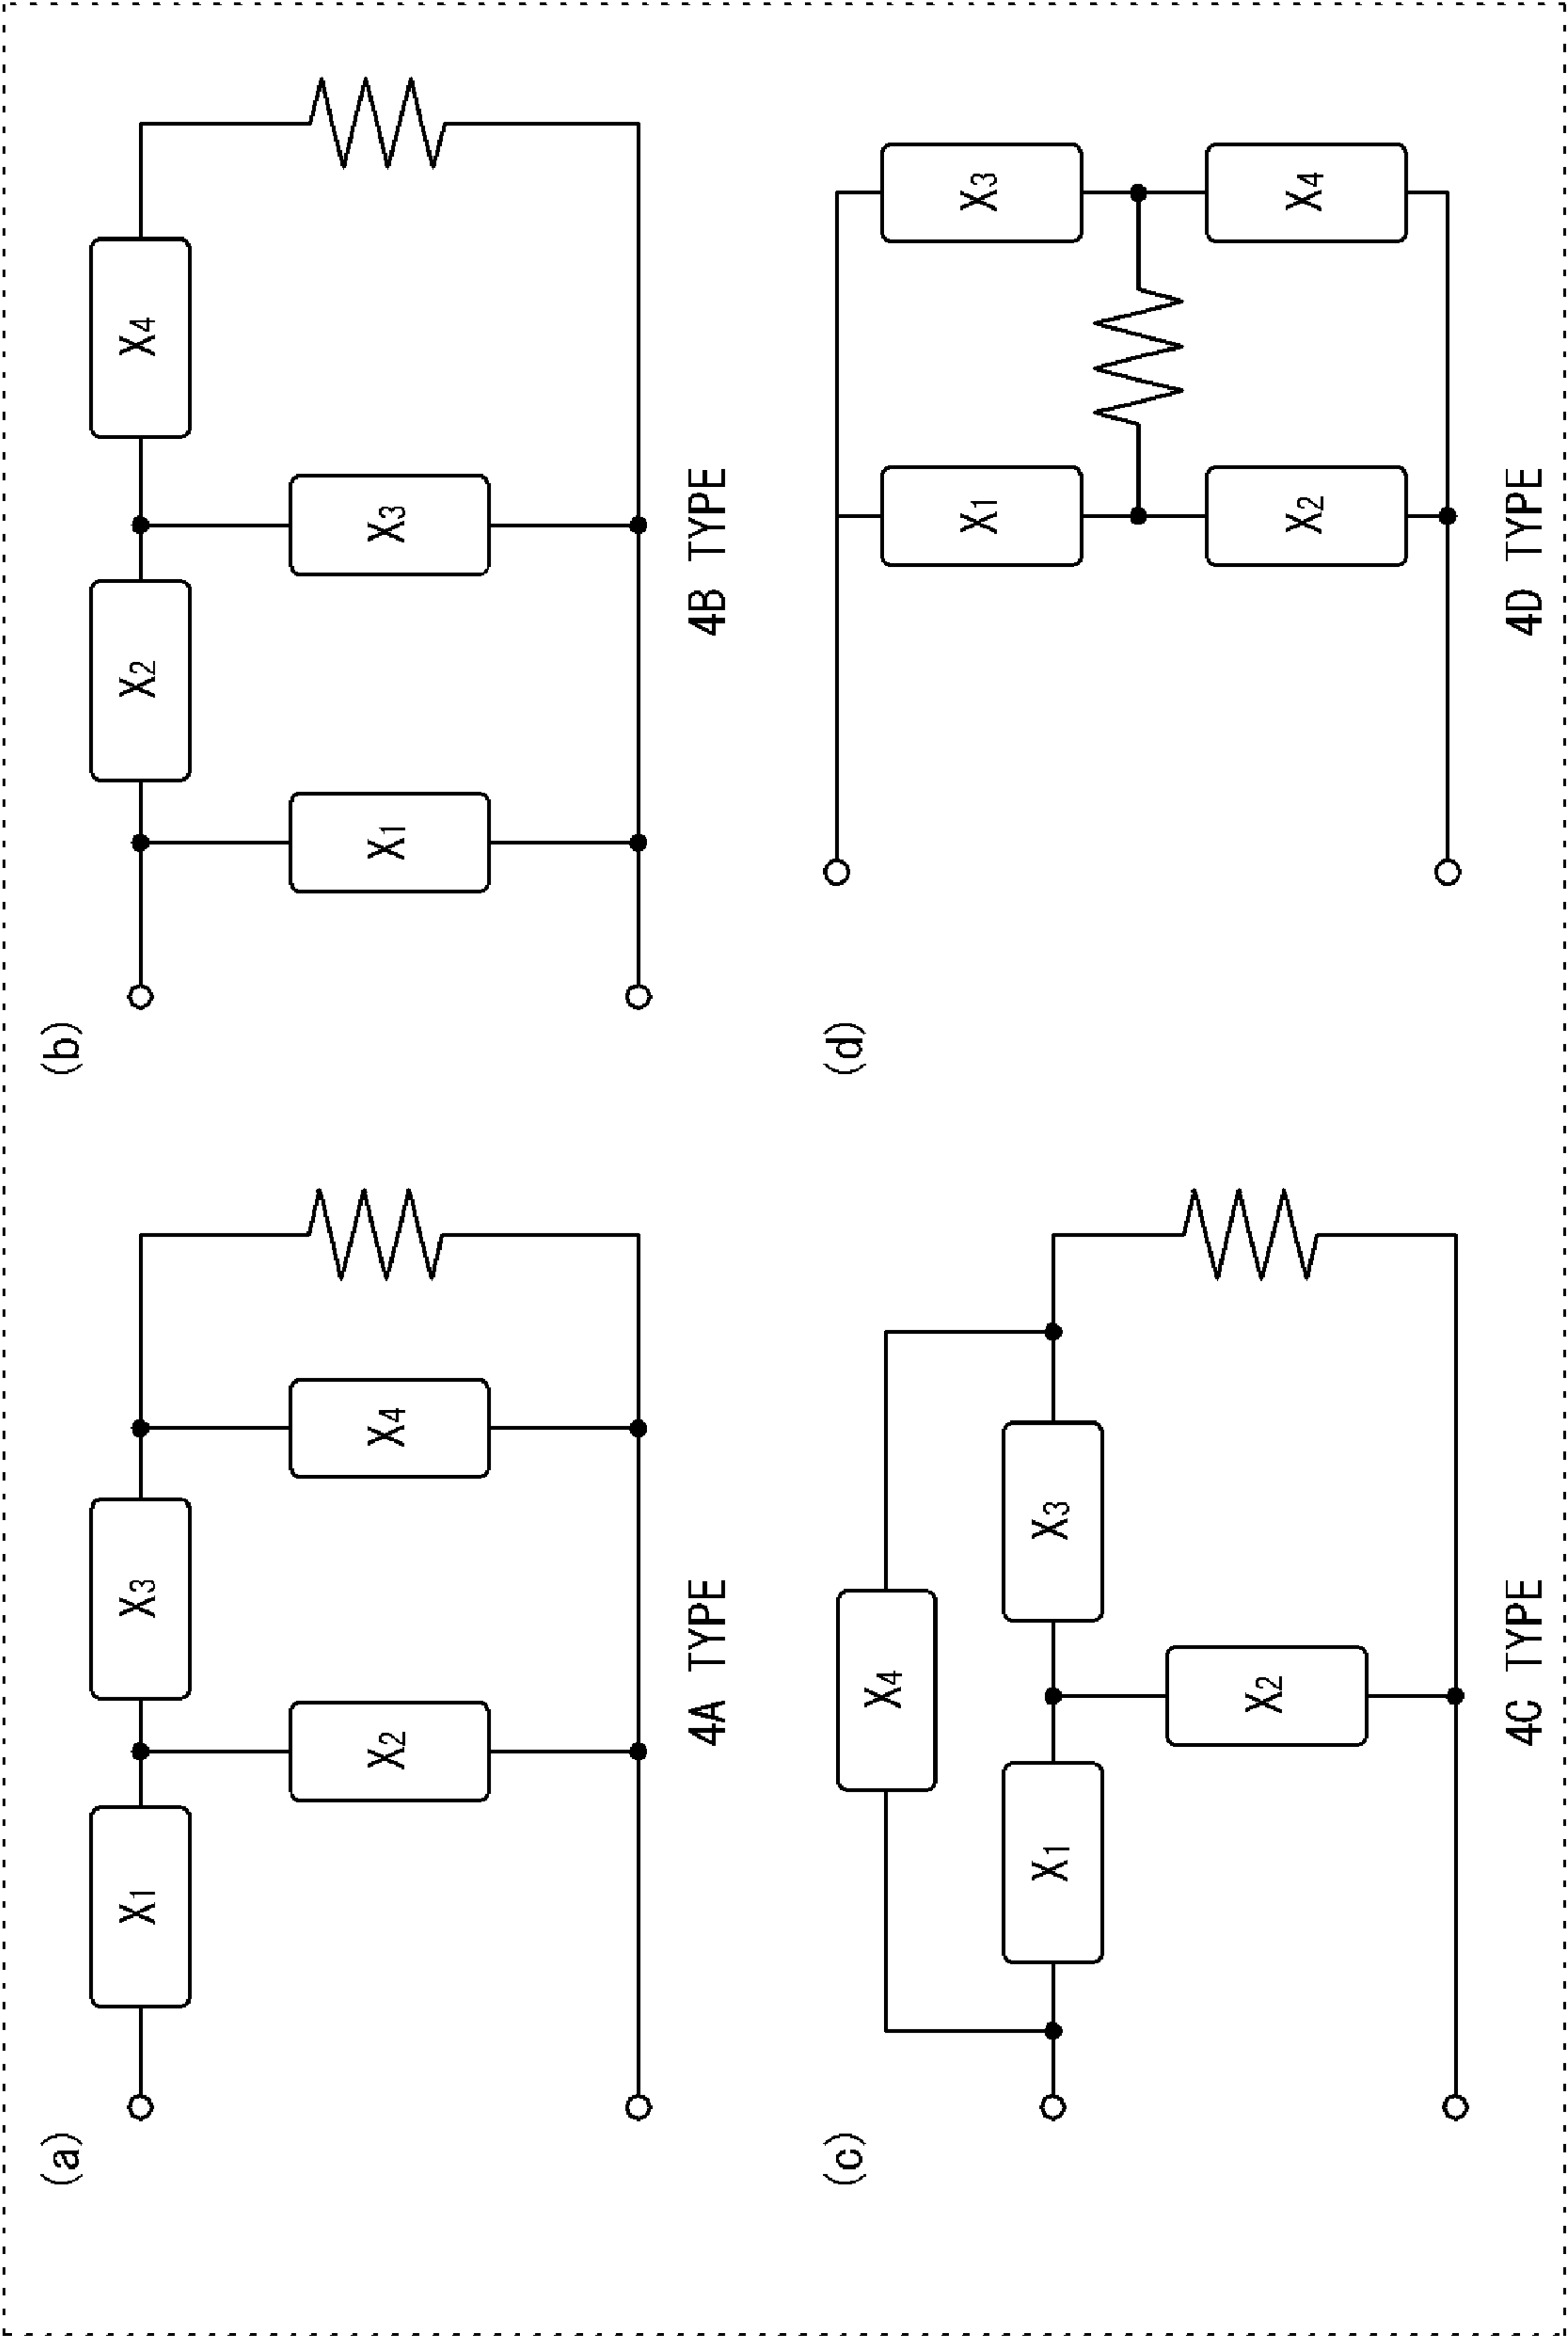 (a)
X1
X3
X2
X4
4A TYPE
(b)
X2
X4
X1
X3
4B TYPE
(c)
X4
X1
X3
X2
4C TYPE
(d)
X1
X3
X2
X4
4D TYPE